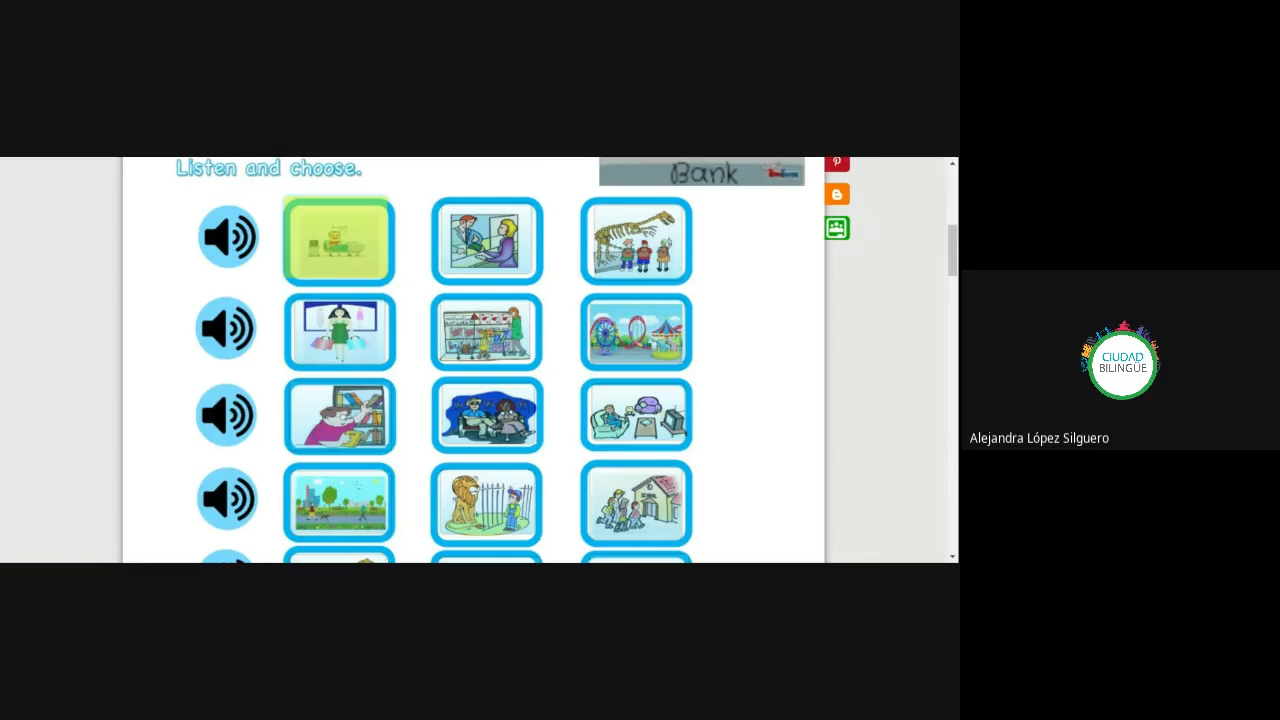 Listen and choose.
Bank
CIUDAD
BILINGÜE
Alejandra López Silguero